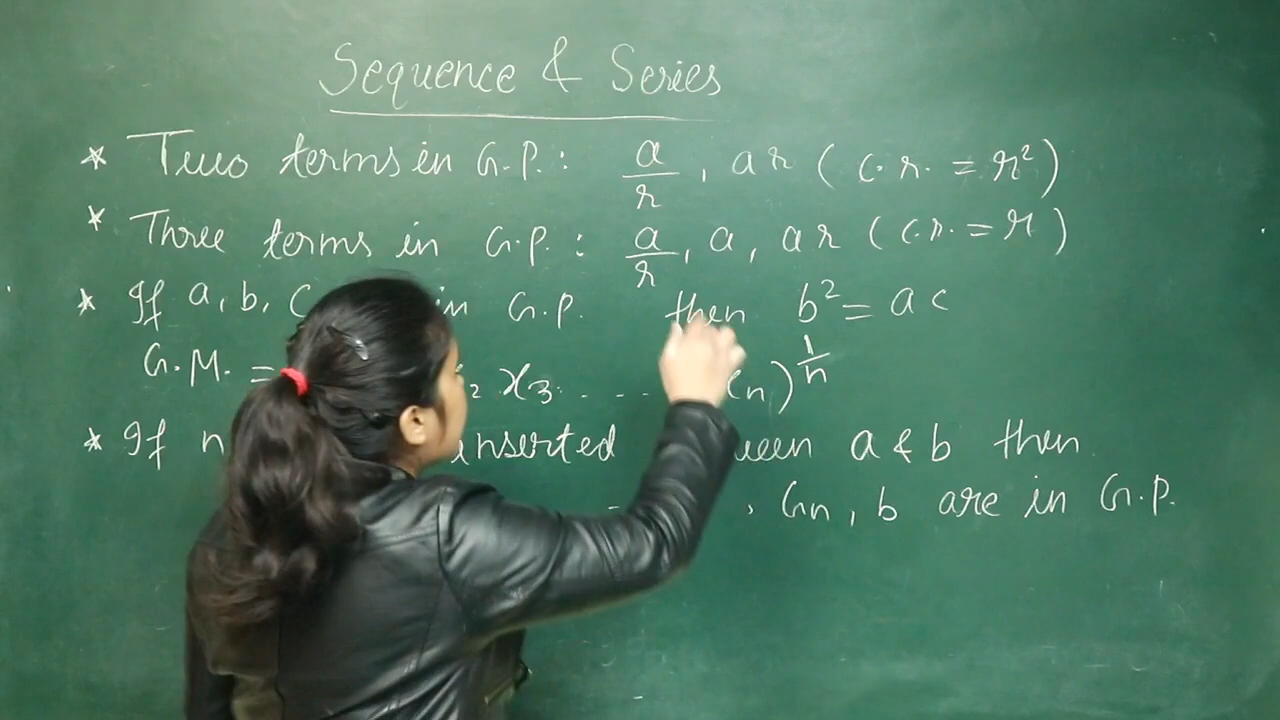 Sequence & Series
* Two terms in G.P. : a/r , ar ( c.r. = r² )
* Three terms in G.P. : a/r , a , ar ( c.r. = r )
* If a, b, c in G.P. then b² = ac
G.M. = ₂ x₃ . . . . n)^1/n
* If n inserted a & b then
, Gn , b are in G.P.